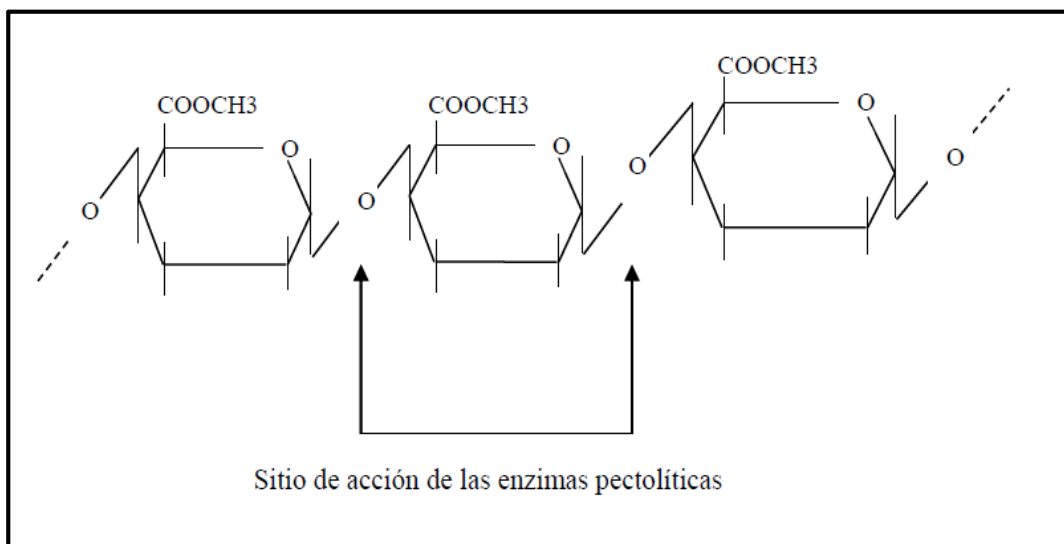 COOCH3
COOCH3 COOCH3
O O O
O O O O
Sitio de acción de las enzimas pectolíticas